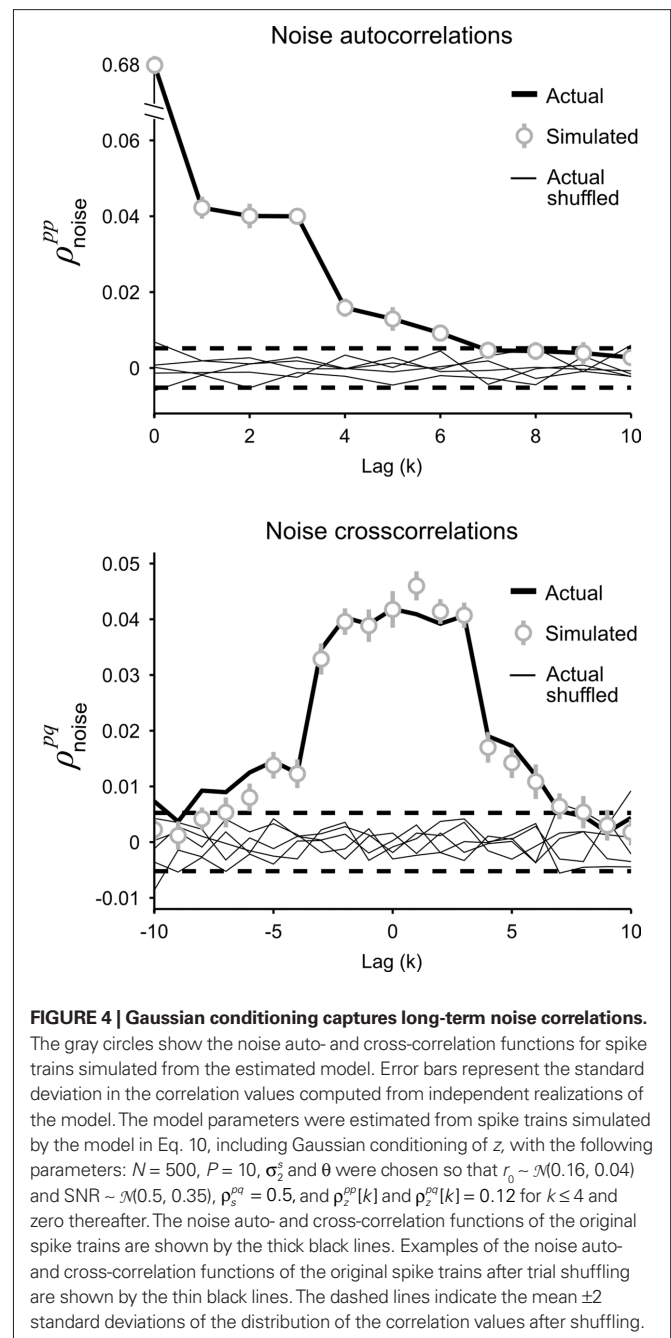 Noise autocorrelations
0.68
0.06
0.04
0.02
0
ρ^pp_noise
Actual
Simulated
Actual
shuffled
0 2 4 6 8 10
Lag (k)
Noise crosscorrelations
0.05
0.04
0.03
0.02
0.01
0
-0.01
ρ^pq_noise
Actual
Simulated
Actual
shuffled
-10 -5 0 5 10
Lag (k)
FIGURE 4 | Gaussian conditioning captures long-term noise correlations.
The gray circles show the noise auto- and cross-correlation functions for spike
trains simulated from the estimated model. Error bars represent the standard
deviation in the correlation values computed from independent realizations of
the model. The model parameters were estimated from spike trains simulated
by the model in Eq. 10, including Gaussian conditioning of z, with the following
parameters: N = 500, P = 10, σ^s_2 and θ were chosen so that r_0 ~ 𝒩(0.16, 0.04)
and SNR ~ 𝒩(0.5, 0.35), ρ^pq_s = 0.5, and ρ^pp_z[k] and ρ^pq_z[k] = 0.12 for k ≤ 4 and
zero thereafter. The noise auto- and cross-correlation functions of the original
spike trains are shown by the thick black lines. Examples of the noise auto-
and cross-correlation functions of the original spike trains after trial shuffling
are shown by the thin black lines. The dashed lines indicate the mean ±2
standard deviations of the distribution of the correlation values after shuffling.